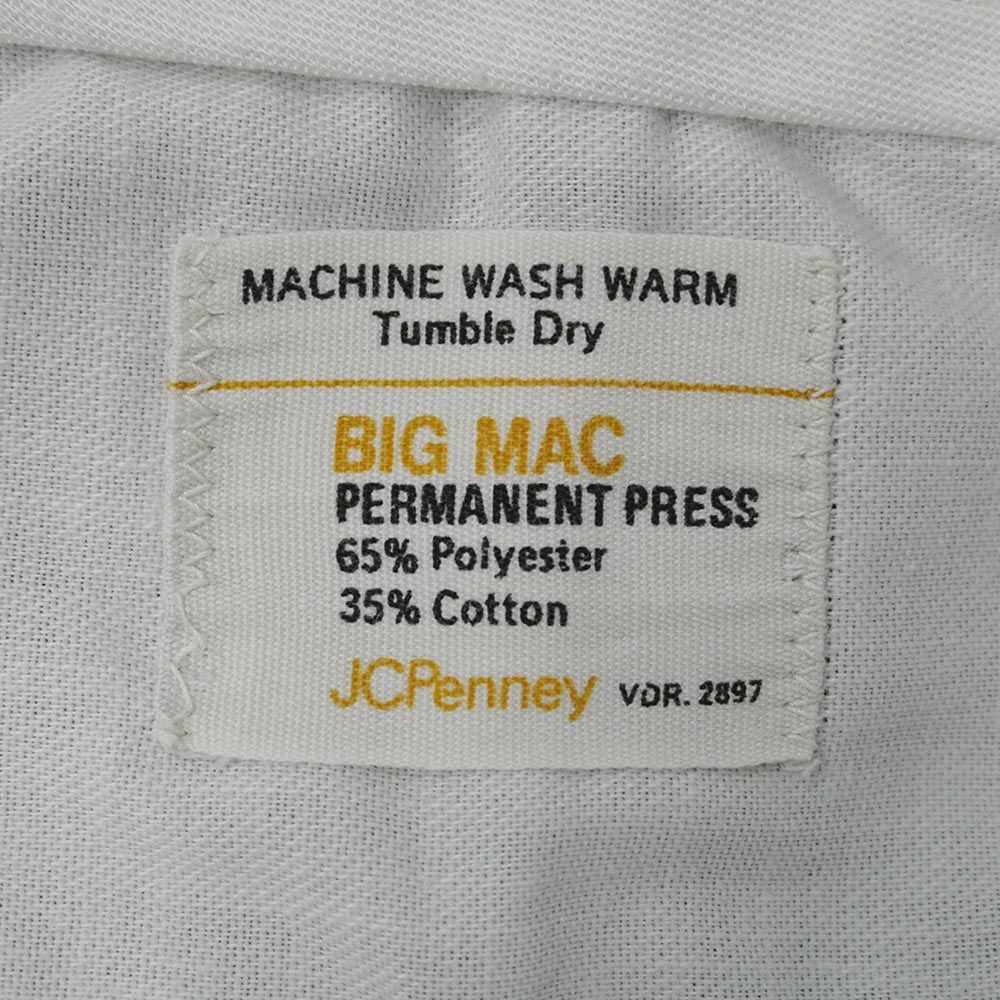 MACHINE WASH WARM
Tumble Dry
BIG MAC
PERMANENT PRESS
65% Polyester
35% Cotton
JCPenney VDR. 2897